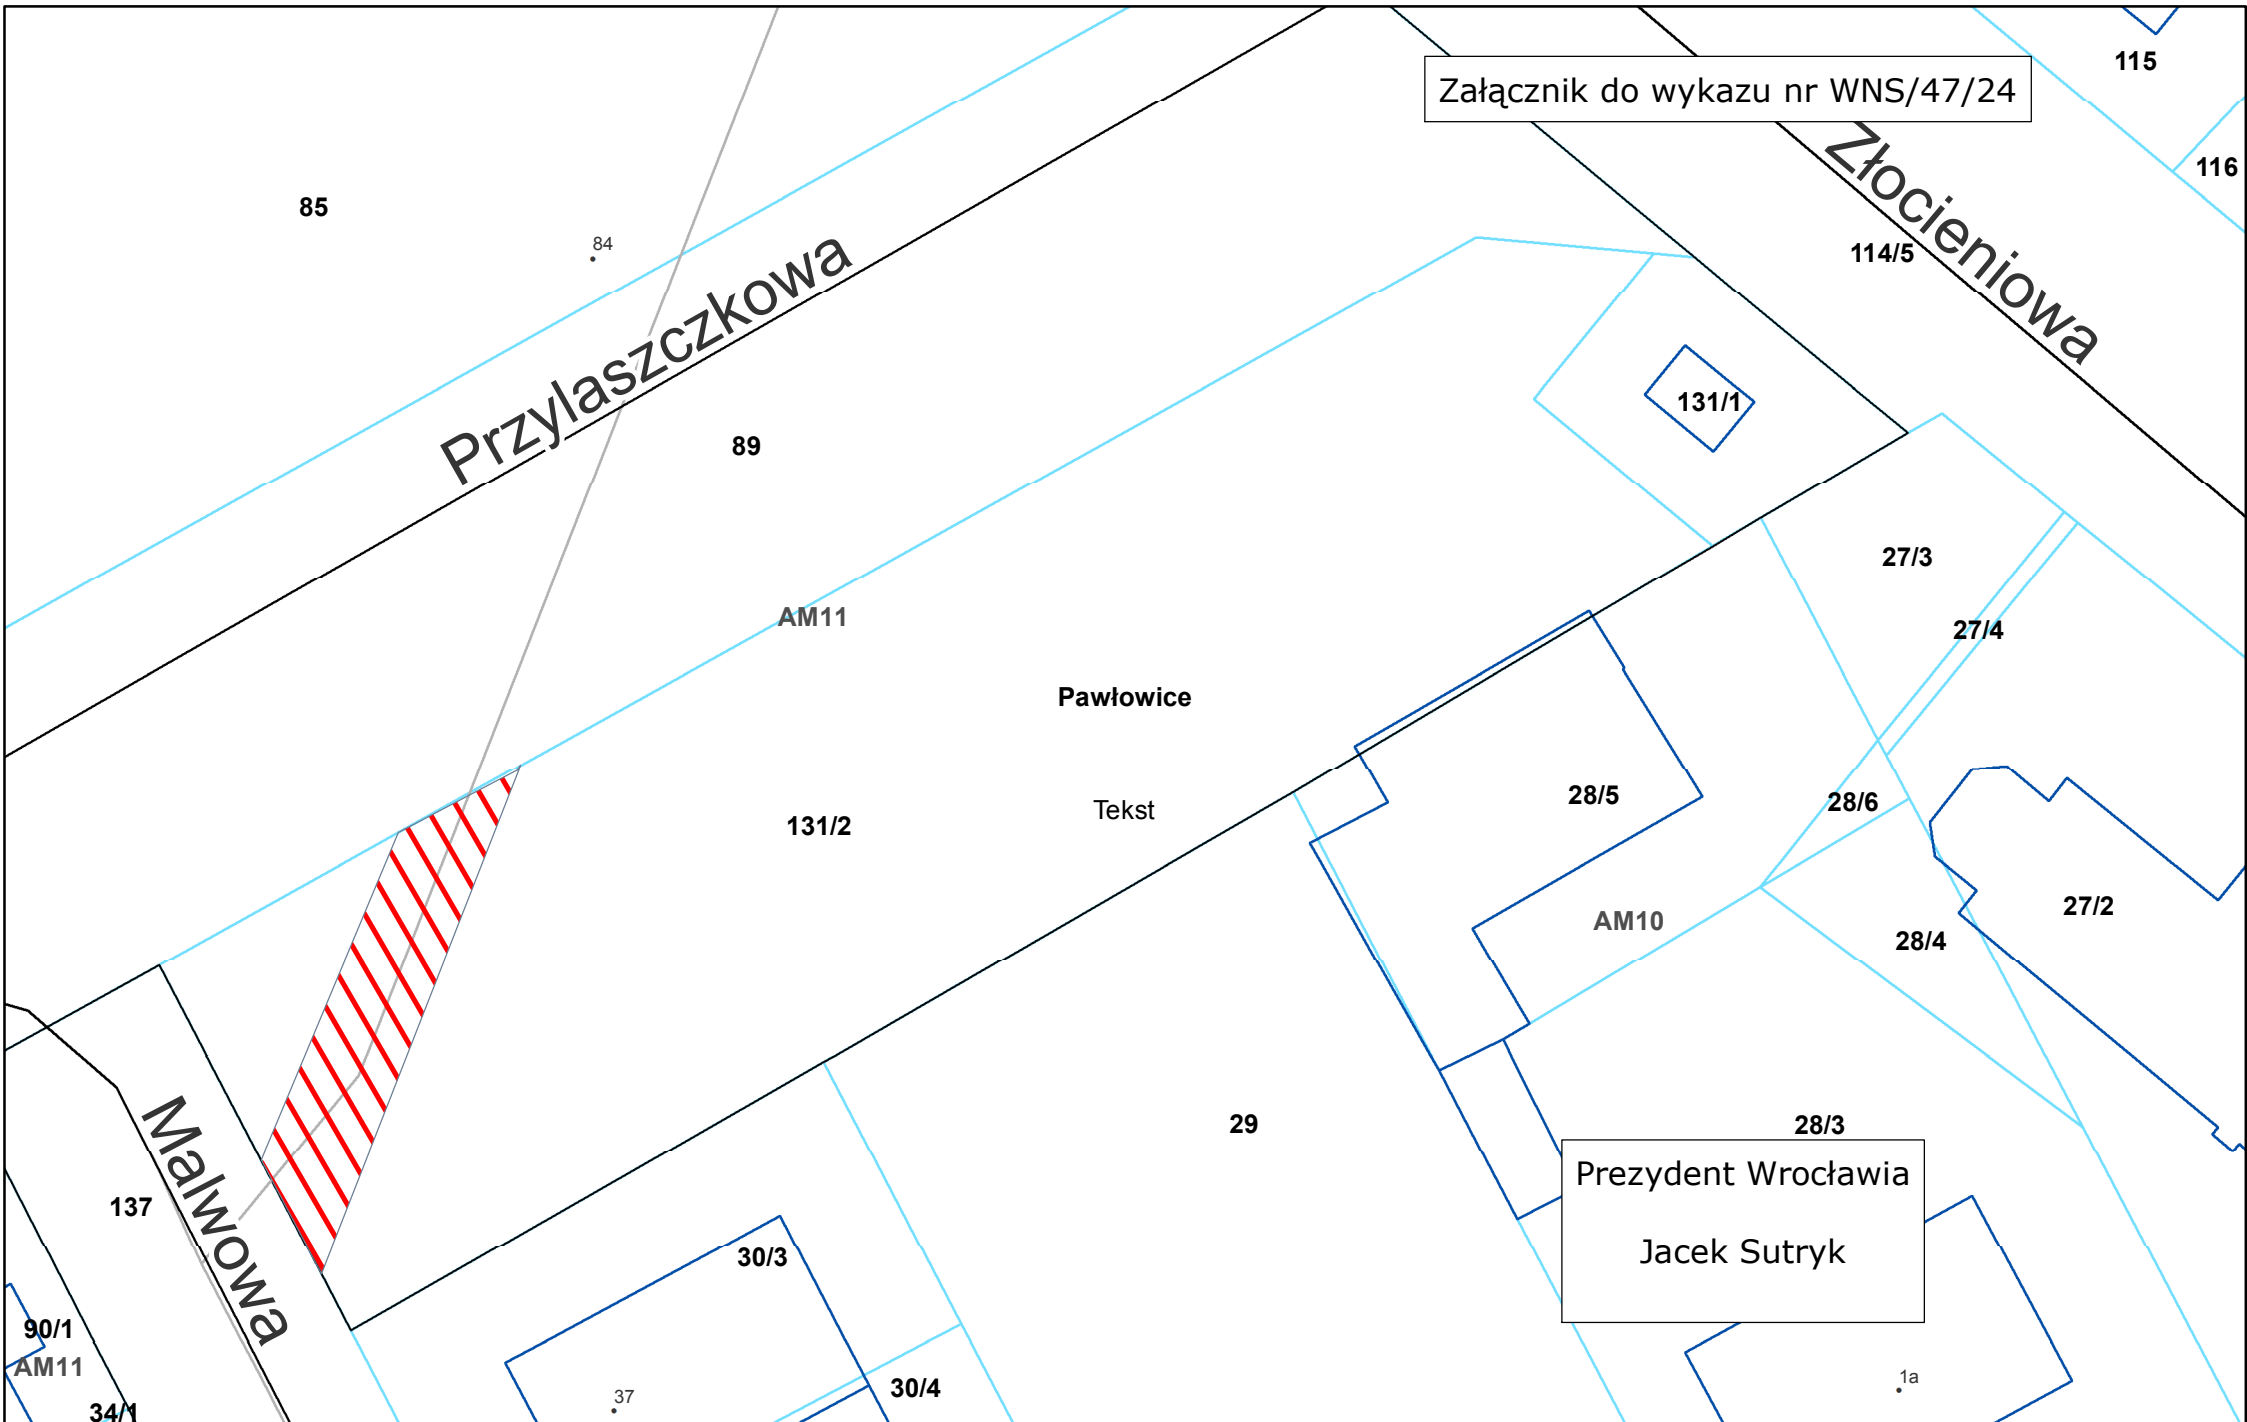 115
Załącznik do wykazu nr WNS/47/24
Złocieniowa
116
85
84
114/5
Przylaszczkowa
131/1
89
27/3
AM11
27/4
Pawłowice
28/5
28/6
Tekst
131/2
27/2
AM10
28/4
29
28/3
Prezydent Wrocławia
Jacek Sutryk
Malwowa
137
30/3
90/1
AM11
1a
30/4
37
34/1